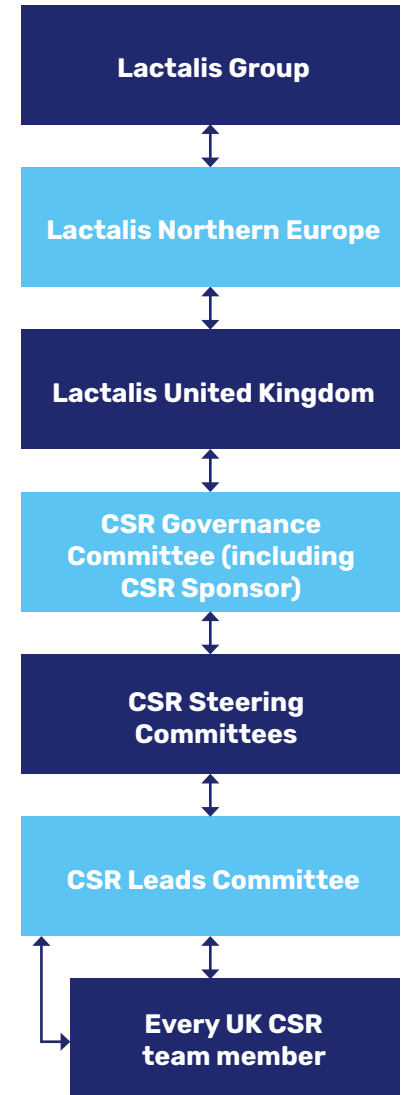 Lactalis Group
Lactalis Northern Europe
Lactalis United Kingdom
CSR Governance
Committee (including
CSR Sponsor)
CSR Steering
Committees
CSR Leads Committee
Every UK CSR
team member